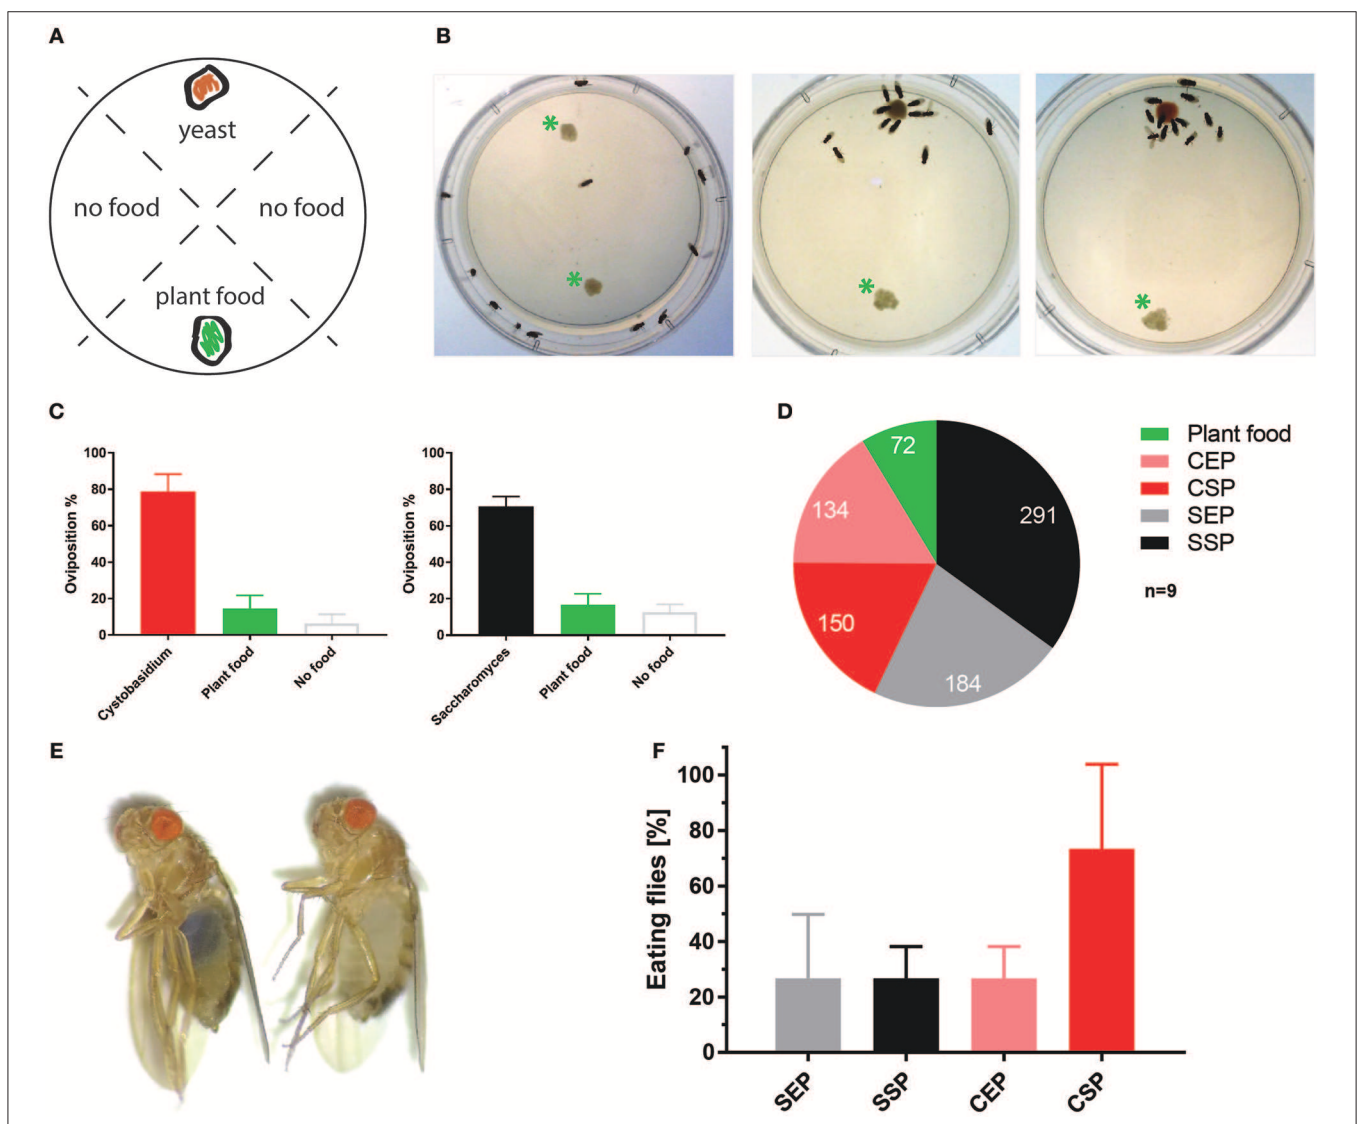 A
yeast
no food
no food
plant food
B
*
*
*
*
C
100
80
60
40
20
0
Oviposition %
Cystobasidium
Plant food
No food
100
80
60
40
20
0
Oviposition %
Saccharomyces
Plant food
No food
D
72
134
291
150
184
Plant food
CEP
CSP
SEP
SSP
n=9
E
F
100
80
60
40
20
0
Eating flies [%]
SEP
SSP
CEP
CSP